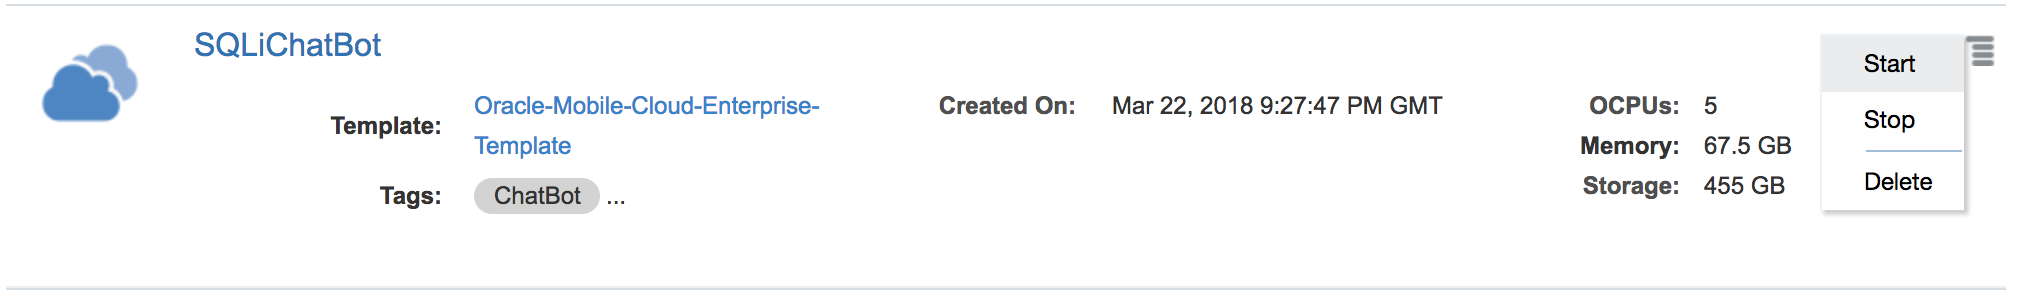 SQLiChatBot
Template:
Oracle-Mobile-Cloud-Enterprise-
Template
Tags:
ChatBot ...
Created On: Mar 22, 2018 9:27:47 PM GMT
OCPUs: 5
Memory: 67.5 GB
Storage: 455 GB
Start
Stop
Delete